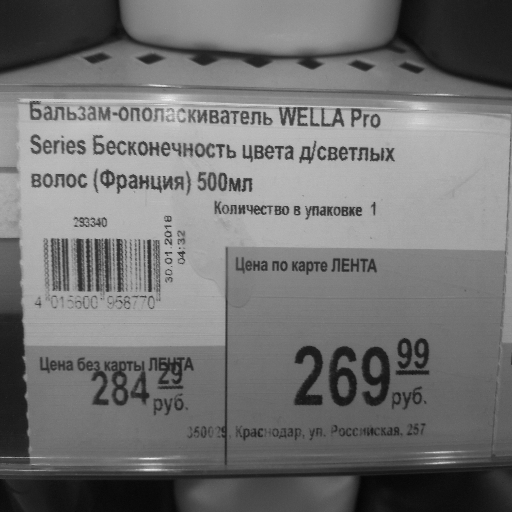 Бальзам-ополаскиватель WELLA Pro
Series Бесконечность цвета д/светлых
волос (Франция) 500мл
Количество в упаковке 1
293340
30.01.2018
04:32
4 015600 958770
Цена по карте ЛЕНТА
269 99
руб.
Цена без карты ЛЕНТА
284 29
руб.
350029, Краснодар, ул. Российская, 257